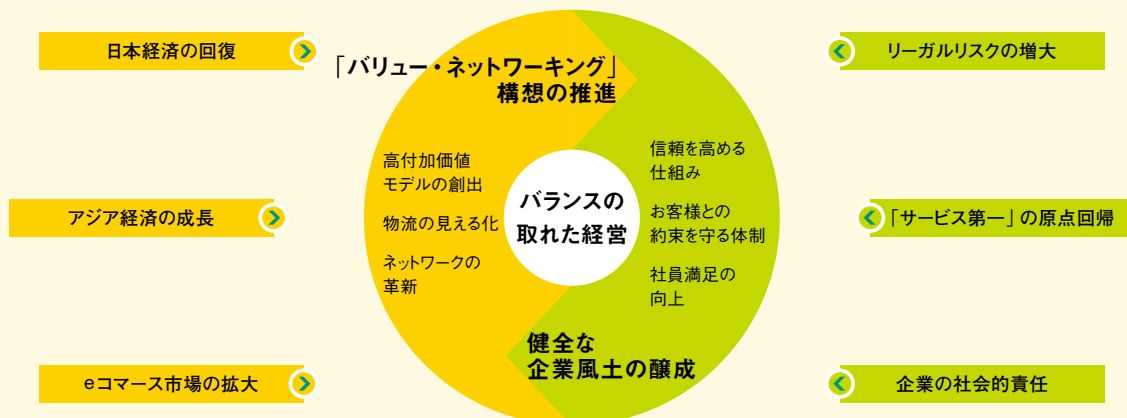 日本経済の回復
アジア経済の成長
eコマース市場の拡大
「バリュー・ネットワーキング」
構想の推進
高付加価値
モデルの創出
物流の見える化
ネットワークの
革新
バランスの
取れた経営
信頼を高める
仕組み
お客様との
約束を守る体制
社員満足の
向上
健全な
企業風土の醸成
リーガルリスクの増大
「サービス第一」の原点回帰
企業の社会的責任